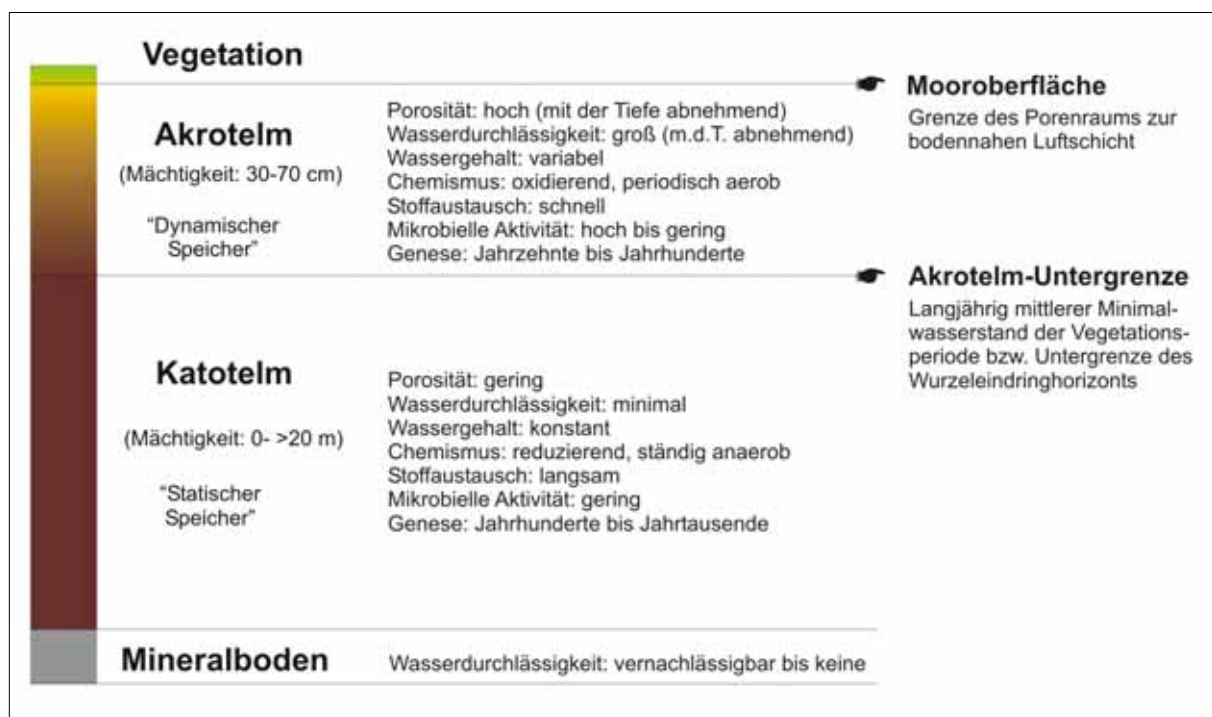 Vegetation
Mooroberfläche
Grenze des Porenraums zur
bodennahen Luftschicht
Akrotelm
(Mächtigkeit: 30-70 cm)
“Dynamischer
Speicher”
Porosität: hoch (mit der Tiefe abnehmend)
Wasserdurchlässigkeit: groß (m.d.T. abnehmend)
Wassergehalt: variabel
Chemismus: oxidierend, periodisch aerob
Stoffaustausch: schnell
Mikrobielle Aktivität: hoch bis gering
Genese: Jahrzehnte bis Jahrhunderte
Akrotelm-Untergrenze
Langjährig mittlerer Minimal-
wasserstand der Vegetations-
periode bzw. Untergrenze des
Wurzeleindringhorizonts
Katotelm
(Mächtigkeit: 0- >20 m)
“Statischer
Speicher”
Porosität: gering
Wasserdurchlässigkeit: minimal
Wassergehalt: konstant
Chemismus: reduzierend, ständig anaerob
Stoffaustausch: langsam
Mikrobielle Aktivität: gering
Genese: Jahrhunderte bis Jahrtausende
Mineralboden
Wasserdurchlässigkeit: vernachlässigbar bis keine